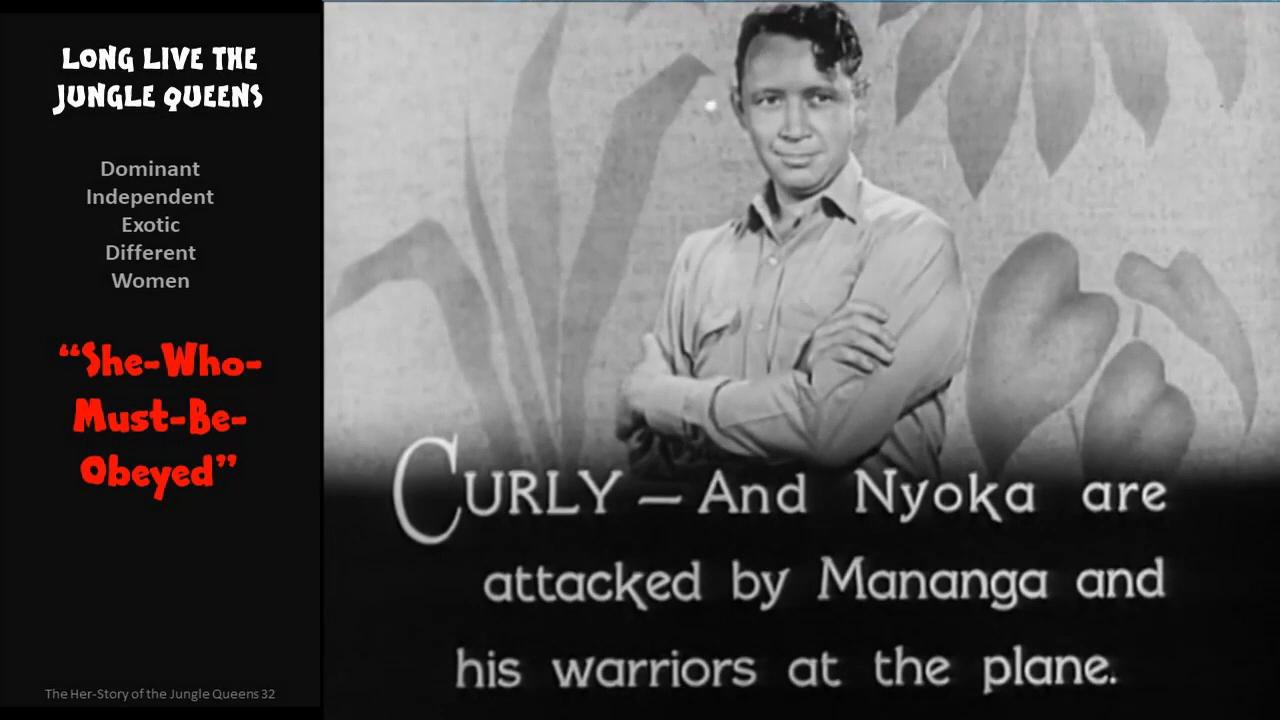 LONG LIVE THE
JUNGLE QUEENS
Dominant
Independent
Exotic
Different
Women
“She-Who-
Must-Be-
Obeyed”
The Her-Story of the Jungle Queens 32
CURLY — And Nyoka are
attacked by Mananga and
his warriors at the plane.